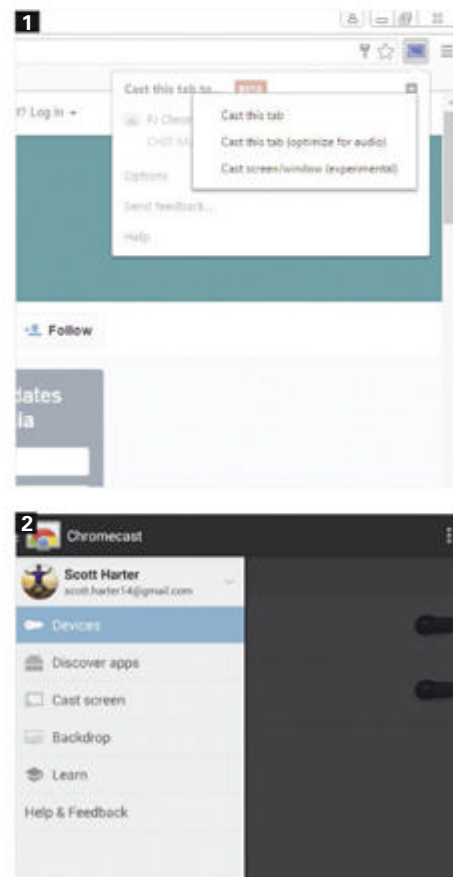 1
Cast this tab to...
? Log in
Cast this tab
Cast this tab (optimize for audio)
Cast screen/window (experimental)
Options
Send feedback...
Help
Follow
dates
ia
2
Chromecast
Scott Harter
scott.harter14@gmail.com
Devices
Discover apps
Cast screen
Backdrop
Learn
Help & Feedback